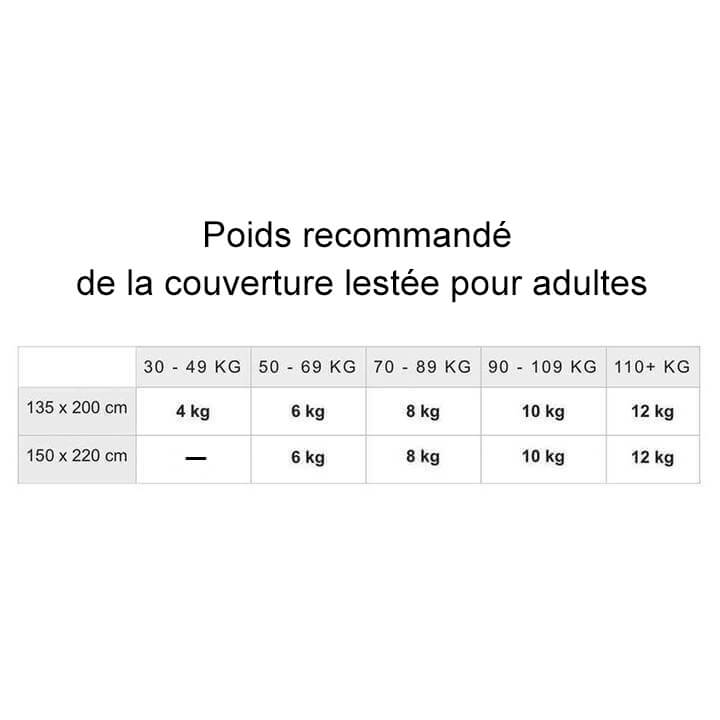 Poids recommandé
de la couverture lestée pour adultes
30 - 49 KG 50 - 69 KG 70 - 89 KG 90 - 109 KG 110+ KG
135 x 200 cm 4 kg 6 kg 8 kg 10 kg 12 kg
150 x 220 cm — 6 kg 8 kg 10 kg 12 kg